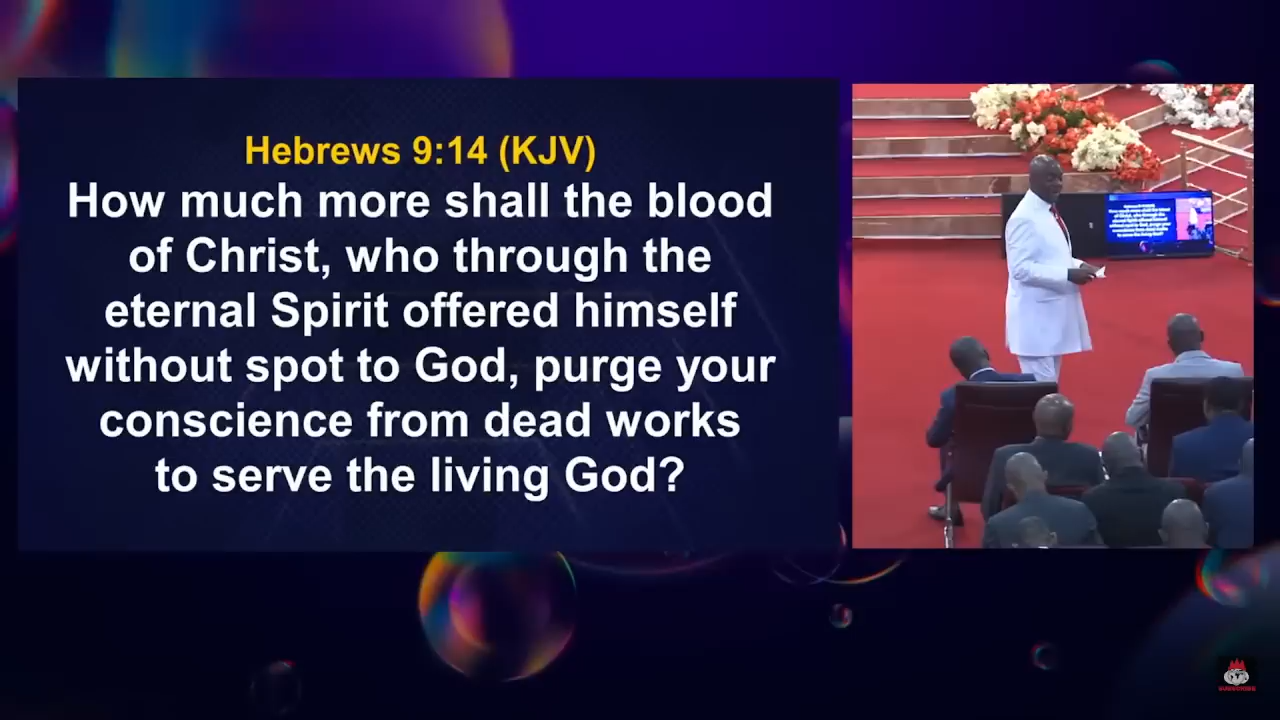 Hebrews 9:14 (KJV)
How much more shall the blood
of Christ, who through the
eternal Spirit offered himself
without spot to God, purge your
conscience from dead works
to serve the living God?
SUBSCRIBE